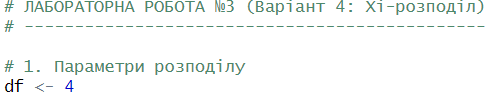 # ЛАБОРАТОРНА РОБОТА №3 (Варіант 4: Хі-розподіл)
# ----------------------------------------------
# 1. Параметри розподілу
df <- 4